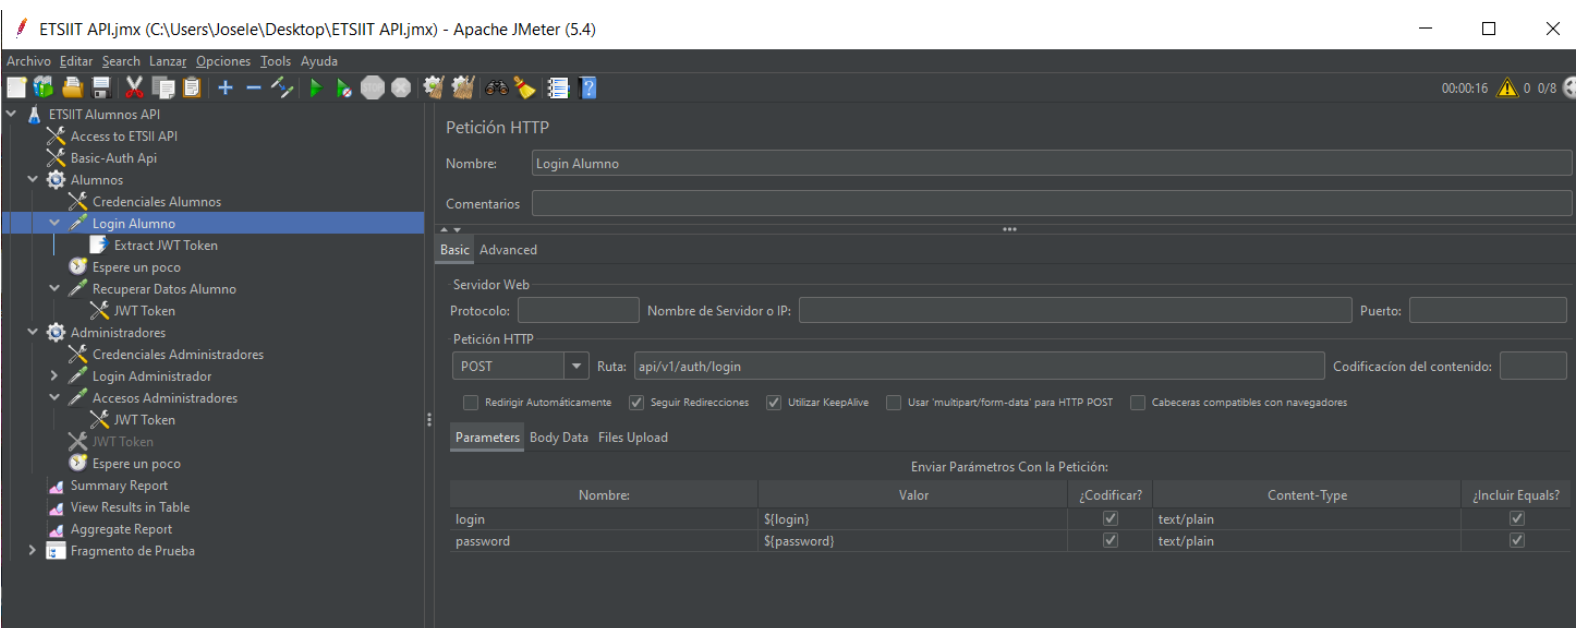 ETSIIT API.jmx (C:\Users\Josele\Desktop\ETSIIT API.jmx) - Apache JMeter (5.4)
Archivo Editar Search Lanzar Opciones Tools Ayuda
STOP
00:00:16 0 0/8
ETSIIT Alumnos API
Access to ETSII API
Basic-Auth Api
Alumnos
Credenciales Alumnos
Login Alumno
Extract JWT Token
Espere un poco
Recuperar Datos Alumno
JWT Token
Administradores
Credenciales Administradores
Login Administrador
Accesos Administradores
JWT Token
JWT Token
Espere un poco
Summary Report
View Results in Table
Aggregate Report
Fragmento de Prueba
Petición HTTP
Nombre: Login Alumno
Comentarios
Basic Advanced
Servidor Web
Protocolo: Nombre de Servidor o IP: Puerto:
Petición HTTP
POST Ruta: api/v1/auth/login Codificacíon del contenido:
Redirigir Automáticamente Seguir Redirecciones Utilizar KeepAlive Usar 'multipart/form-data' para HTTP POST Cabeceras compatibles con navegadores
Parameters Body Data Files Upload
Enviar Parámetros Con la Petición:
Nombre: Valor ¿Codificar? Content-Type ¿Incluir Equals?
login ${login} text/plain
password ${password} text/plain